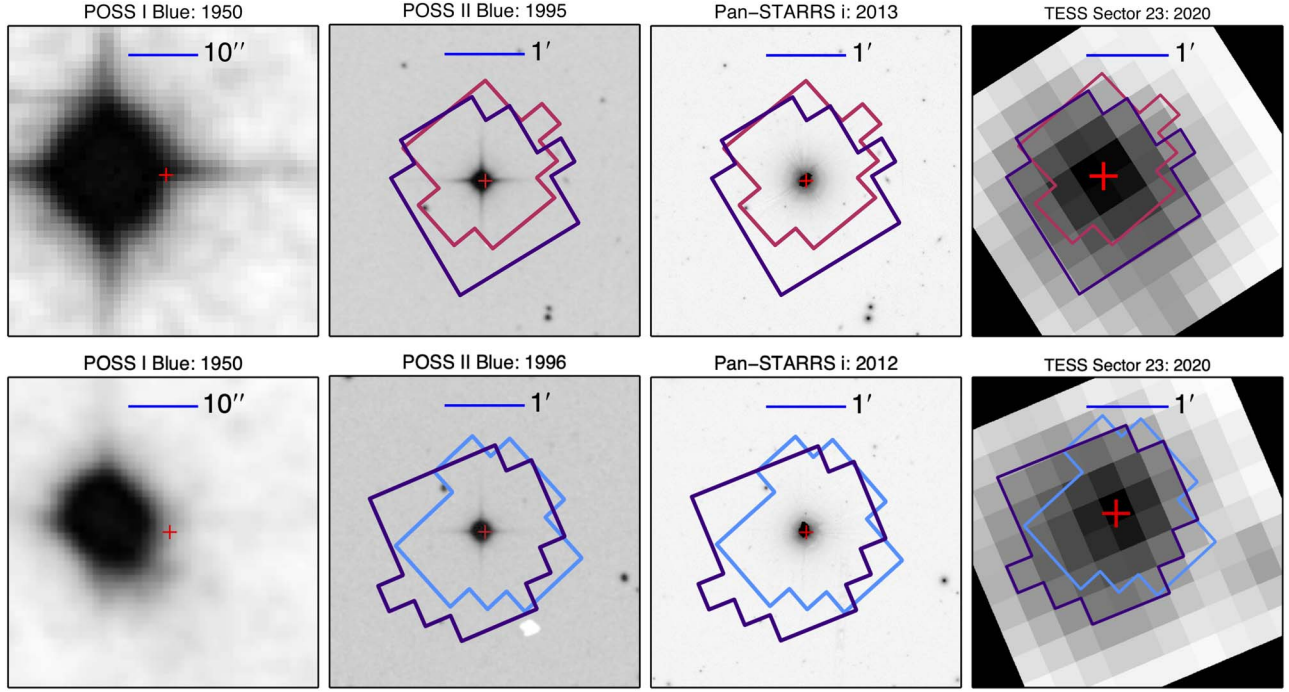 POSS I Blue: 1950
POSS II Blue: 1995
Pan−STARRS i: 2013
TESS Sector 23: 2020
10′′
1′
1′
1′
POSS I Blue: 1950
POSS II Blue: 1996
Pan−STARRS i: 2012
TESS Sector 23: 2020
10′′
1′
1′
1′